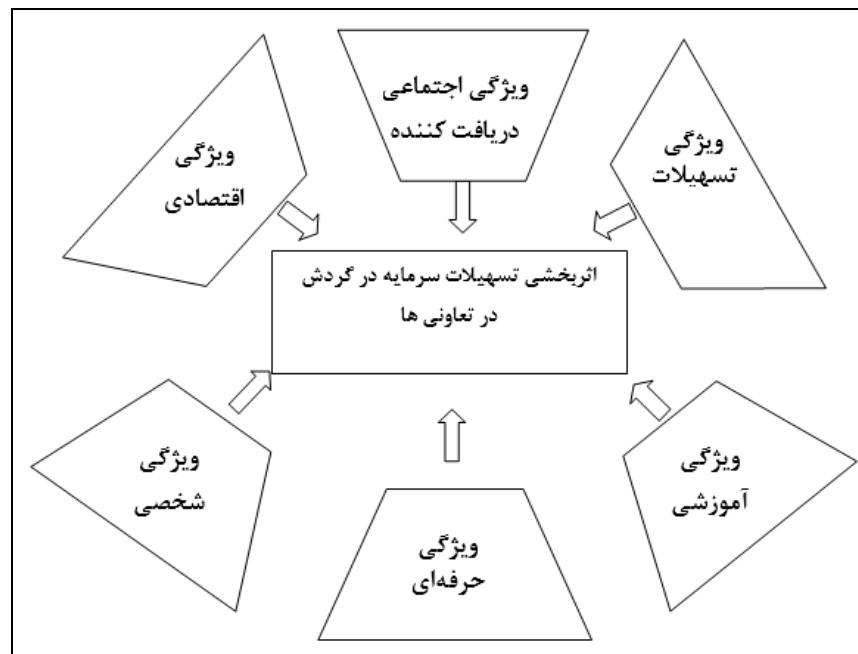 ویژگی اجتماعی
دریافت کننده
ویژگی
تسهیلات
ویژگی
اقتصادی
اثربخشی تسهیلات سرمایه در گردش
در تعاونی ها
ویژگی
آموزشی
ویژگی
شخصی
ویژگی
حرفه‌ای